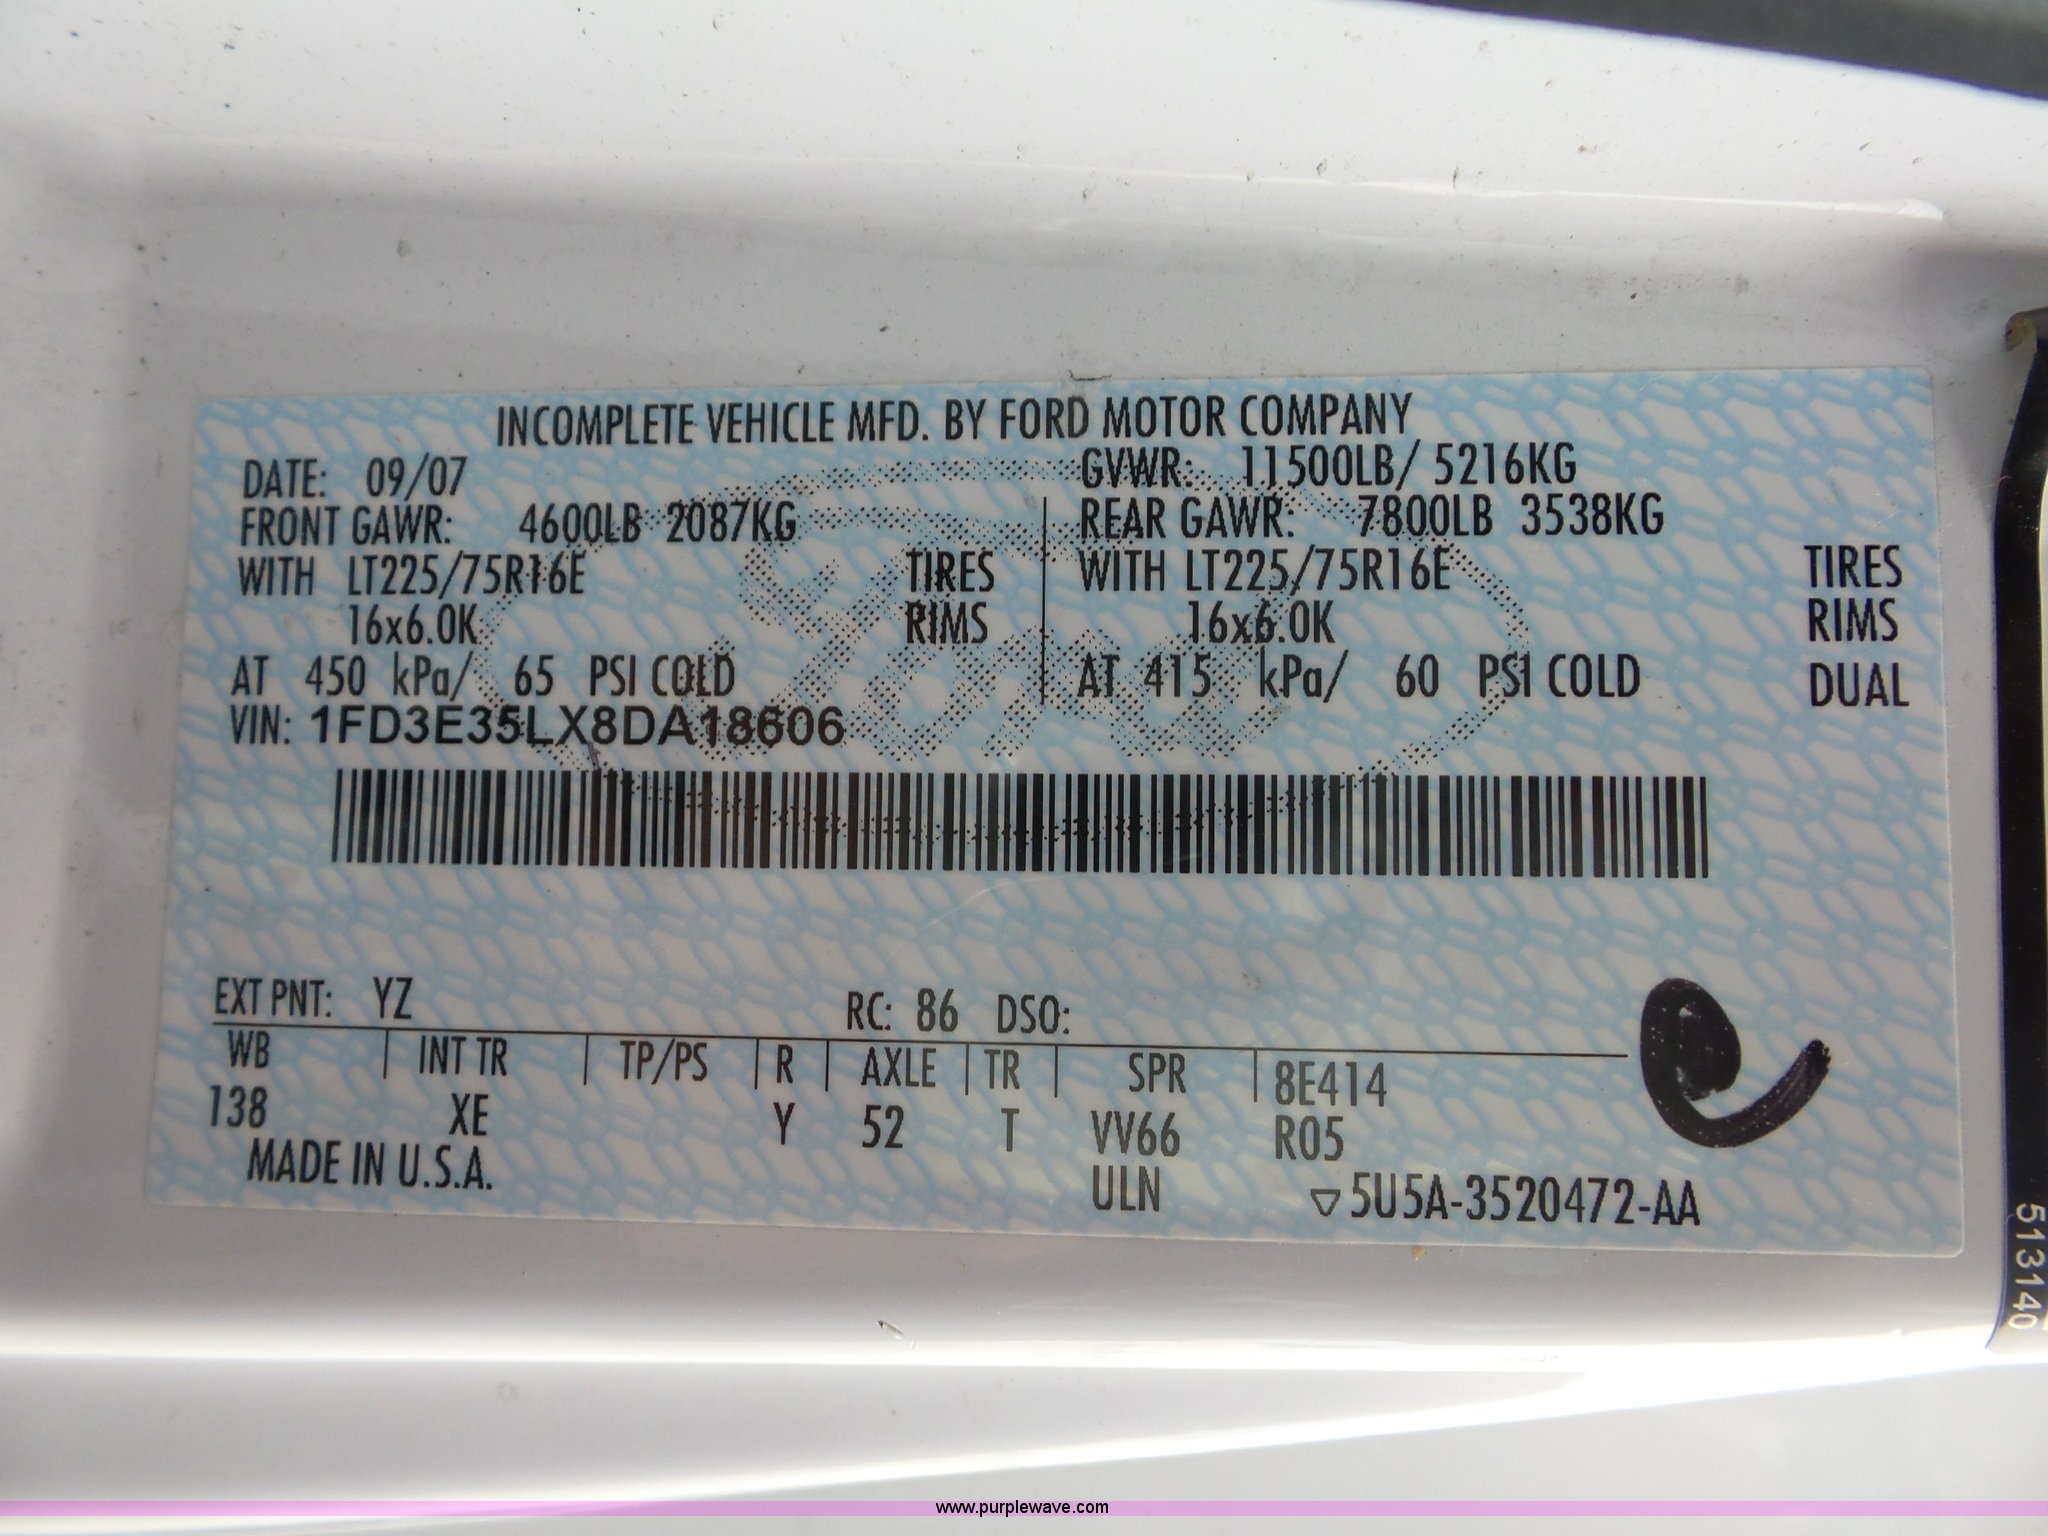 INCOMPLETE VEHICLE MFD. BY FORD MOTOR COMPANY
DATE: 09/07 GVWR: 11500LB/ 5216KG
FRONT GAWR: 4600LB 2087KG REAR GAWR: 7800LB 3538KG
WITH LT225/75R16E TIRES WITH LT225/75R16E TIRES
16x6.0K RIMS 16x6.0K RIMS
AT 450 kPa/ 65 PSI COLD AT 415 kPa/ 60 PSI COLD DUAL
VIN: 1FD3E35LX8DA18606
Ford
EXT PNT: YZ RC: 86 DSO:
WB INT TR TP/PS R AXLE TR SPR 8E414
138 XE Y 52 T VV66 R05
MADE IN U.S.A. ULN ▽5U5A-3520472-AA
e
513140
www.purplewave.com